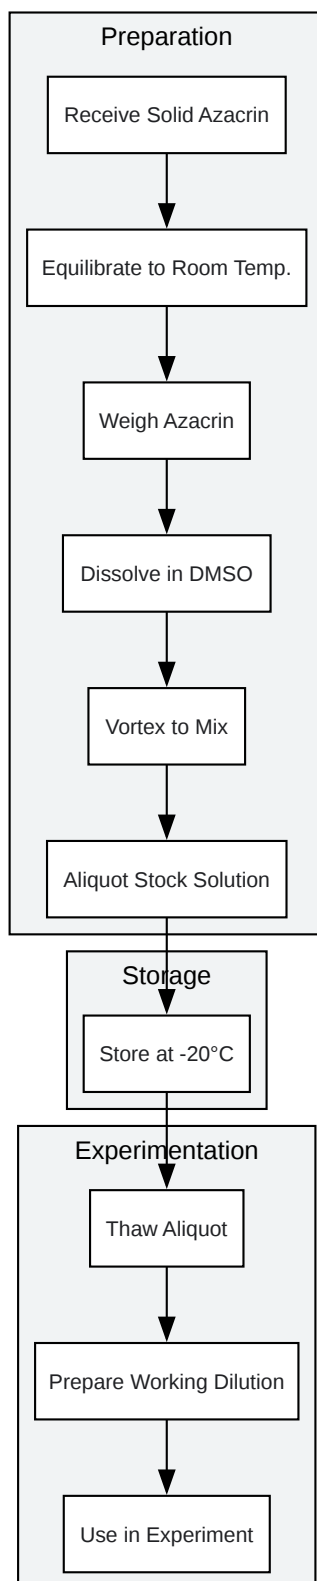 Preparation
Receive Solid Azacrin
Equilibrate to Room Temp.
Weigh Azacrin
Dissolve in DMSO
Vortex to Mix
Aliquot Stock Solution
Storage
Store at -20°C
Experimentation
Thaw Aliquot
Prepare Working Dilution
Use in Experiment